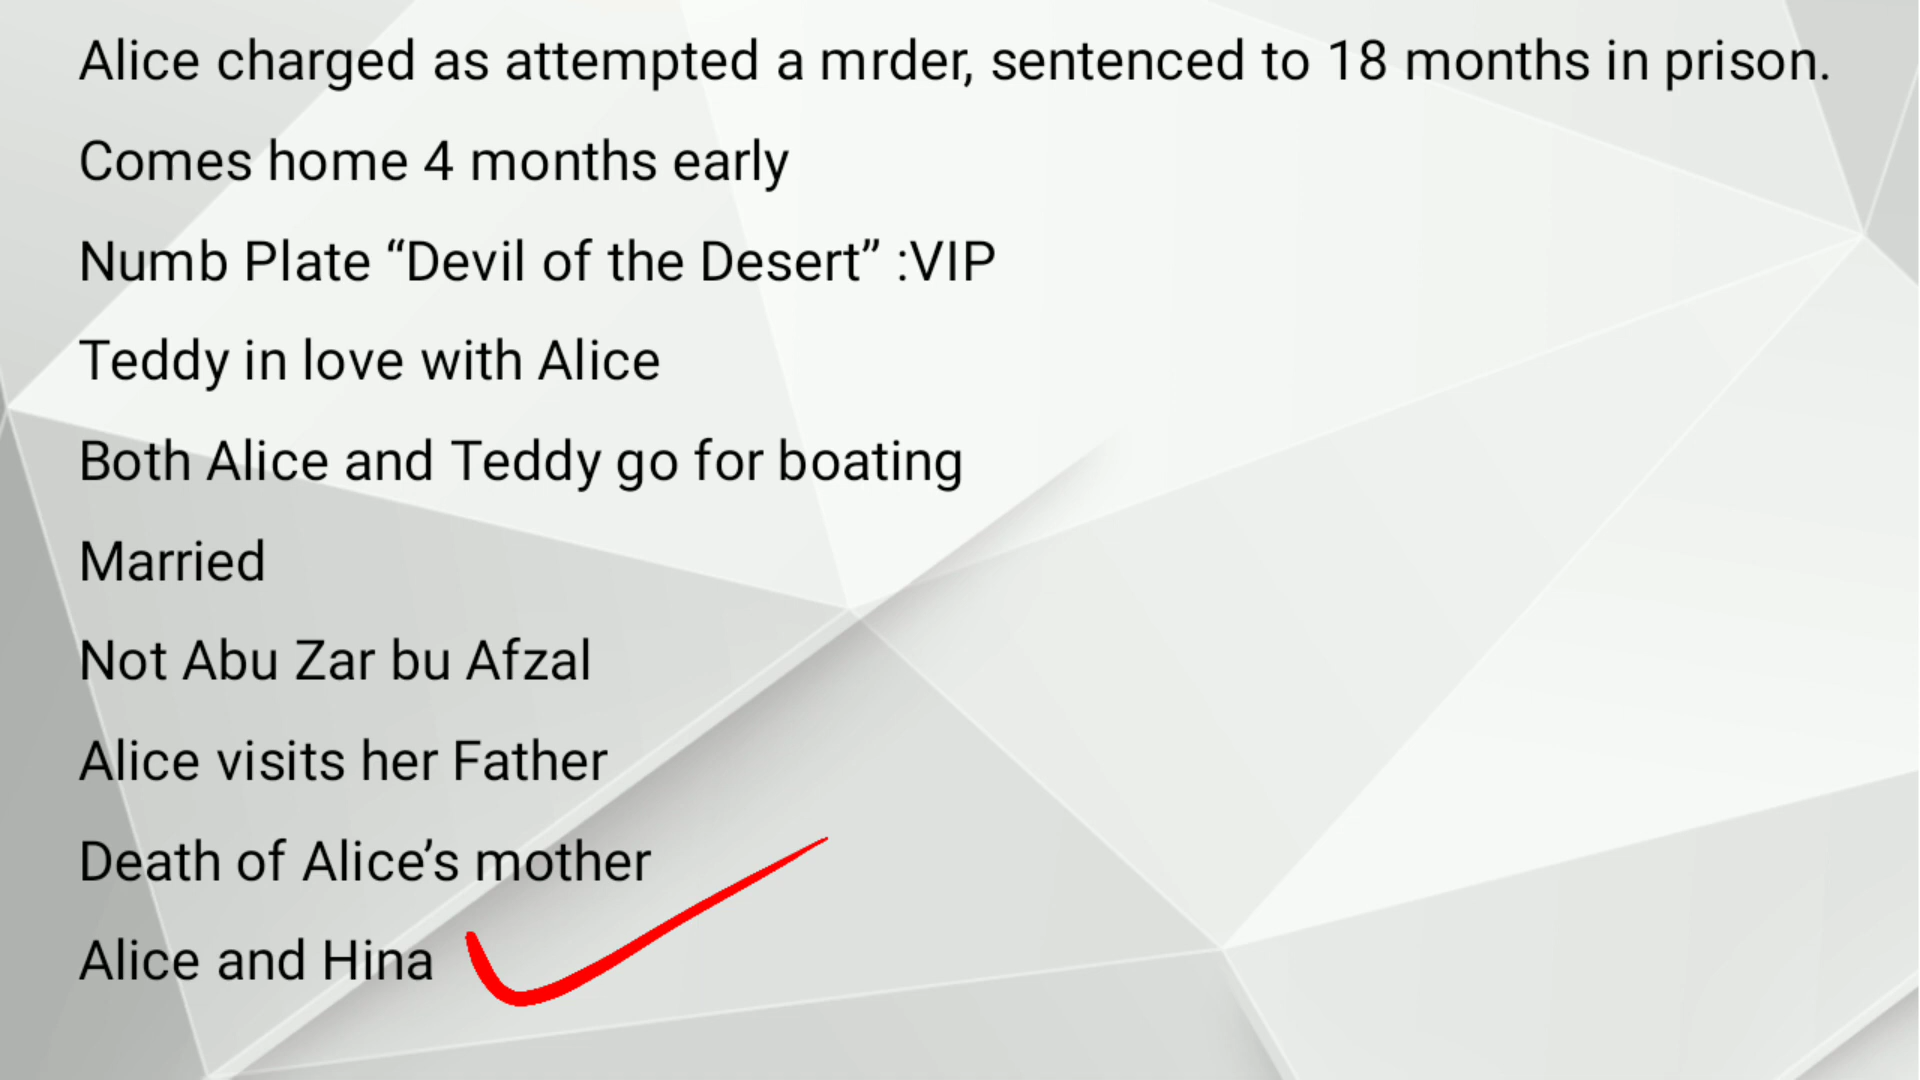 Alice charged as attempted a mrder, sentenced to 18 months in prison.
Comes home 4 months early
Numb Plate “Devil of the Desert” :VIP
Teddy in love with Alice
Both Alice and Teddy go for boating
Married
Not Abu Zar bu Afzal
Alice visits her Father
Death of Alice’s mother
Alice and Hina